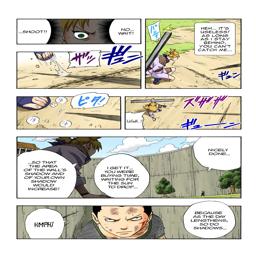 HEH... IT'S
USELESS!
AS LONG
AS I STAY
BEHIND,
YOU CAN'T
CATCH ME...
NO...
WAIT!
...SHOOT!!
UGH...
NICELY
DONE...
I GET IT...
YOU WERE
BUYING TIME,
WAITING FOR
THE SUN
TO DROP...
...SO THAT
THE AREA
OF THE WALL'S
SHADOW AND
OF YOUR OWN
SHADOW
WOULD
INCREASE!
BECAUSE
AS THE DAY
LENGTHENS,
SO DO
SHADOWS...
HMPH!